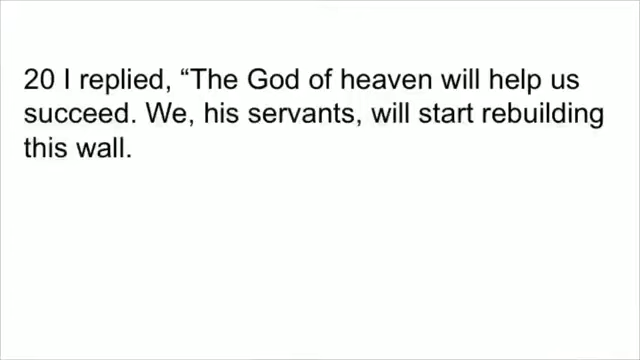 20 I replied, “The God of heaven will help us
succeed. We, his servants, will start rebuilding
this wall.